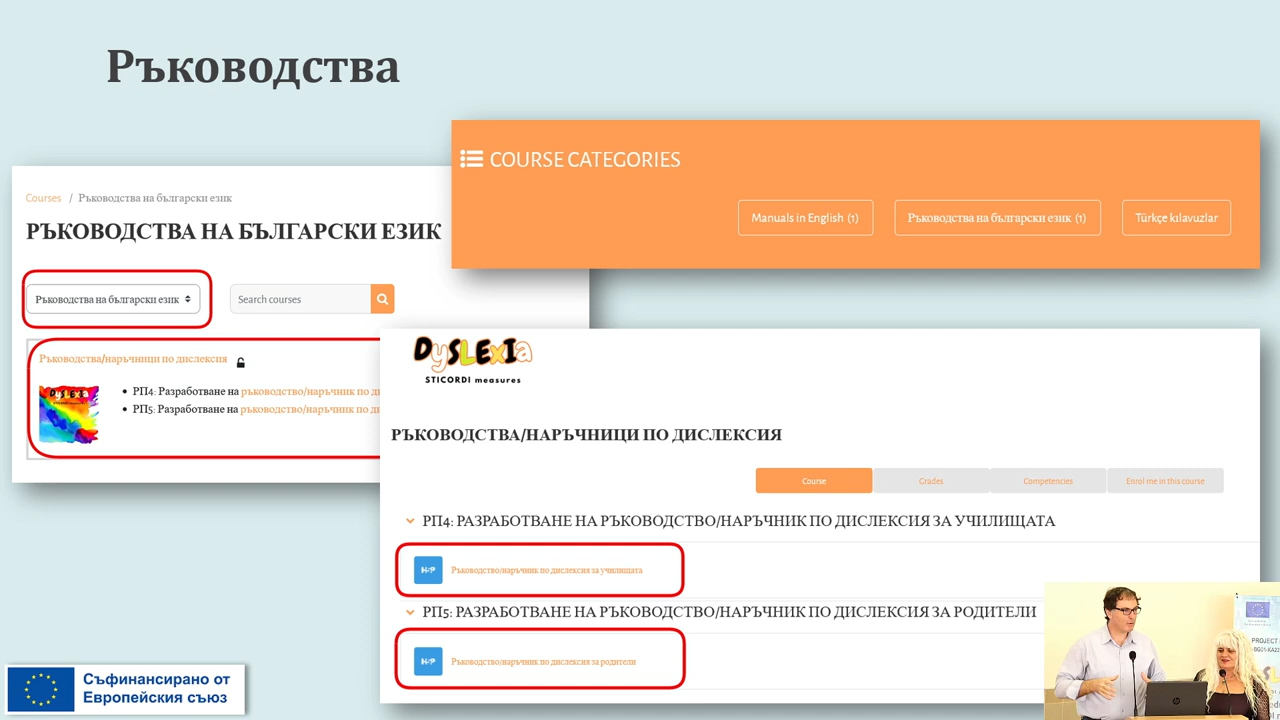 Ръководства
COURSE CATEGORIES
Manuals in English (1)
Ръководства на български език (1)
Türkçe kılavuzlar
Courses / Ръководства на български език
РЪКОВОДСТВА НА БЪЛГАРСКИ ЕЗИК
Ръководства на български език
Search courses
Ръководства/наръчници по дислексия
DYSLEXIA
РП4: Разработване на ръководство/наръчник по
РП5: Разработване на ръководство/наръчник по
DySLExIa
STICORDI measures
РЪКОВОДСТВА/НАРЪЧНИЦИ ПО ДИСЛЕКСИЯ
Course
Grades
Competencies
Enrol me in this course
РП4: РАЗРАБОТВАНЕ НА РЪКОВОДСТВО/НАРЪЧНИК ПО ДИСЛЕКСИЯ ЗА УЧИЛИЩАТА
H-P
Ръководство/наръчник по дислексия за училищата
РП5: РАЗРАБОТВАНЕ НА РЪКОВОДСТВО/НАРЪЧНИК ПО ДИСЛЕКСИЯ ЗА РОДИТЕЛИ
H-P
Ръководство/наръчник по дислексия за родители
PROJECT
Съфинансирано от
Европейския съюз